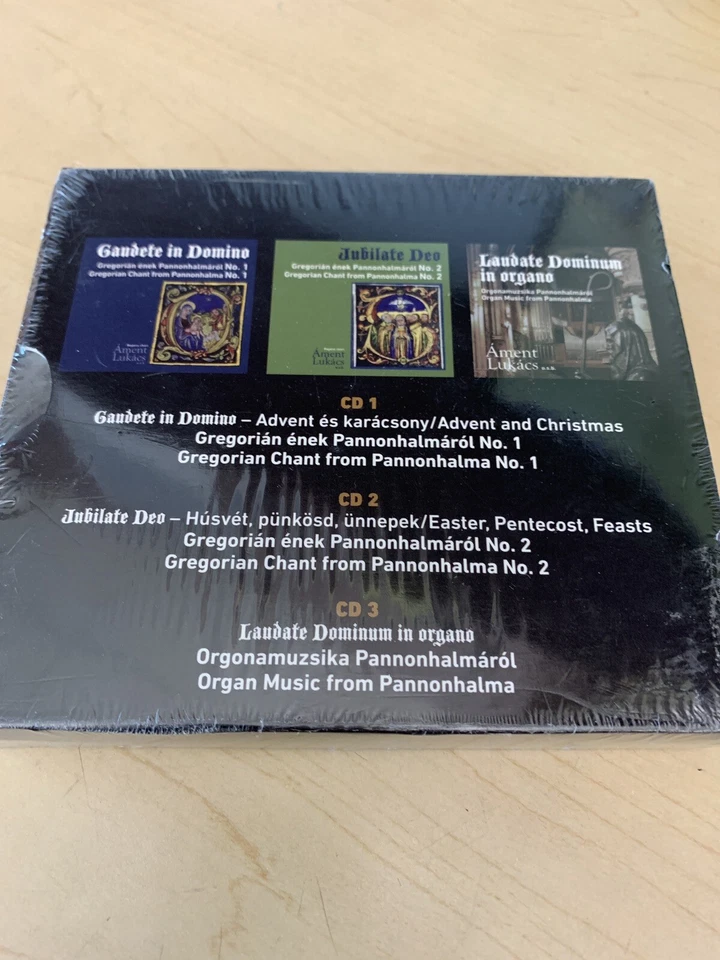 Gaudete in Domino
Gregorián ének Pannonhalmáról No. 1
Gregorian Chant from Pannonhalma No. 1
Áment
Lukács
Jubilate Deo
Gregorián ének Pannonhalmáról No. 2
Gregorian Chant from Pannonhalma No. 2
Áment
Lukács
Laudate Dominum
in organo
Orgonamuzsika Pannonhalmáról
Organ Music from Pannonhalma
Áment
Lukács o.s.b.
CD 1
Gaudete in Domino – Advent és karácsony/Advent and Christmas
Gregorián ének Pannonhalmáról No. 1
Gregorian Chant from Pannonhalma No. 1
CD 2
Jubilate Deo – Húsvét, pünkösd, ünnepek/Easter, Pentecost, Feasts
Gregorián ének Pannonhalmáról No. 2
Gregorian Chant from Pannonhalma No. 2
CD 3
Laudate Dominum in organo
Orgonamuzsika Pannonhalmáról
Organ Music from Pannonhalma